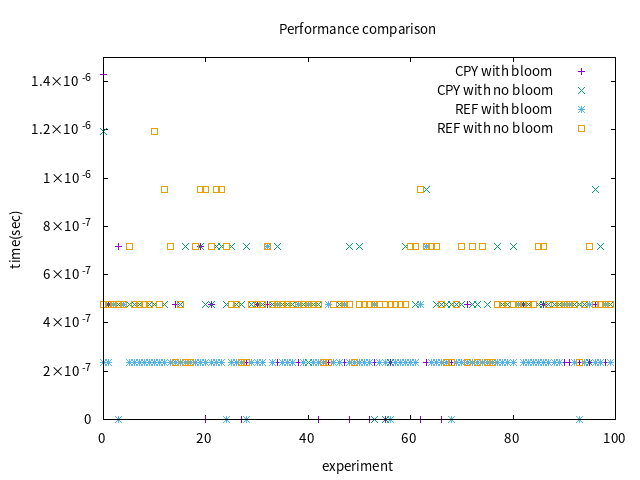 Performance comparison
CPY with bloom
CPY with no bloom
REF with bloom
REF with no bloom
time(sec)
1.4×10⁻⁶
1.2×10⁻⁶
1×10⁻⁶
8×10⁻⁷
6×10⁻⁷
4×10⁻⁷
2×10⁻⁷
0
0 20 40 60 80 100
experiment